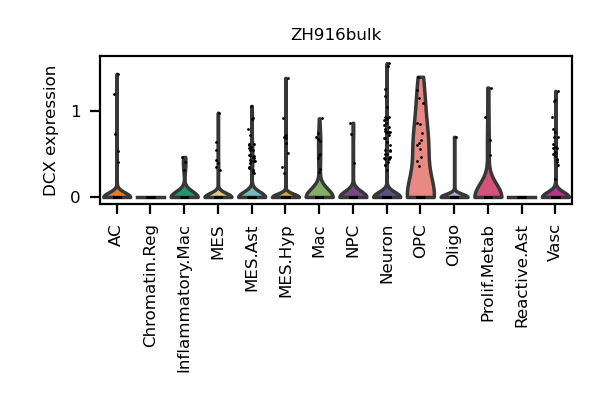 ZH916bulk
DCX expression
1
0
AC
Chromatin.Reg
Inflammatory.Mac
MES
MES.Ast
MES.Hyp
Mac
NPC
Neuron
OPC
Oligo
Prolif.Metab
Reactive.Ast
Vasc